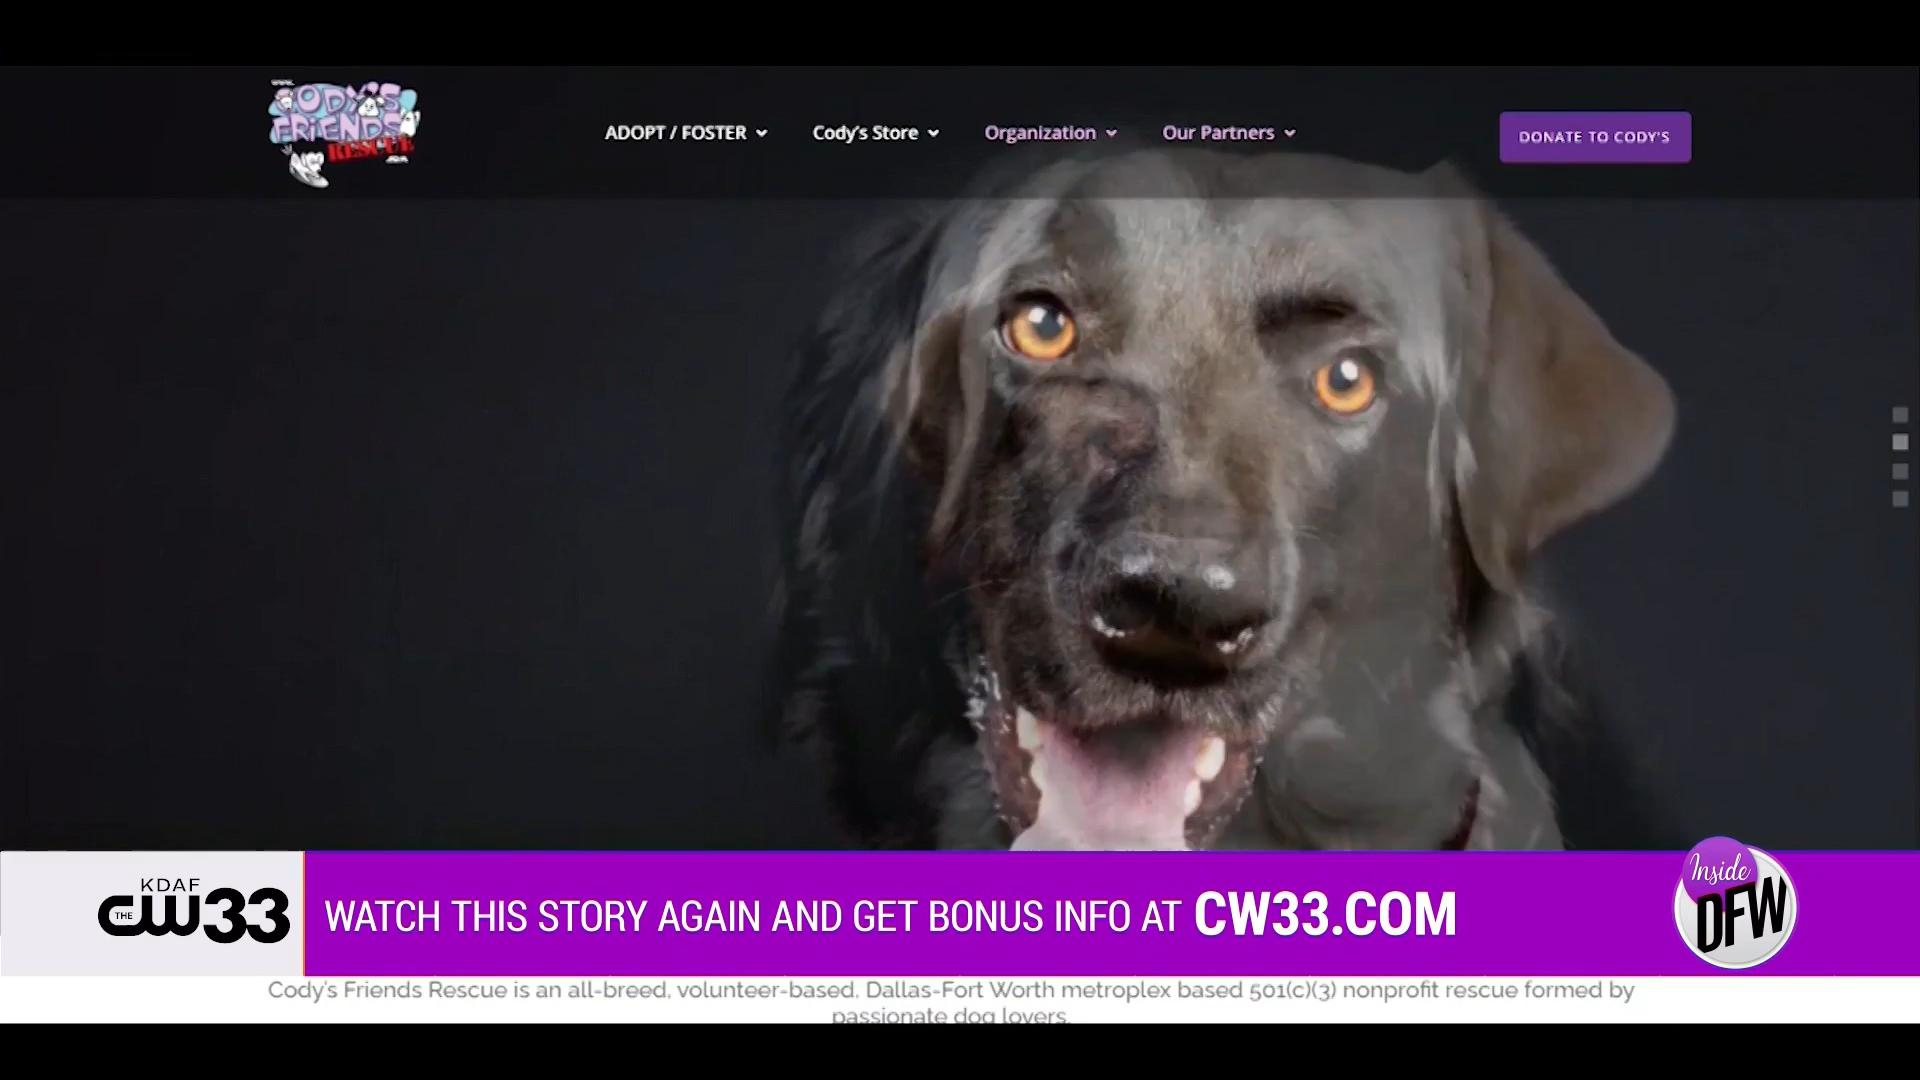 CODY'S
FRIENDS
RESCUE
ADOPT / FOSTER
Cody's Store
Organization
Our Partners
DONATE TO CODY'S
KDAF
THE CW33
WATCH THIS STORY AGAIN AND GET BONUS INFO AT CW33.COM
Inside
DFW
Cody's Friends Rescue is an all-breed, volunteer-based, Dallas-Fort Worth metroplex based 501(c)(3) nonprofit rescue formed by
passionate dog lovers.